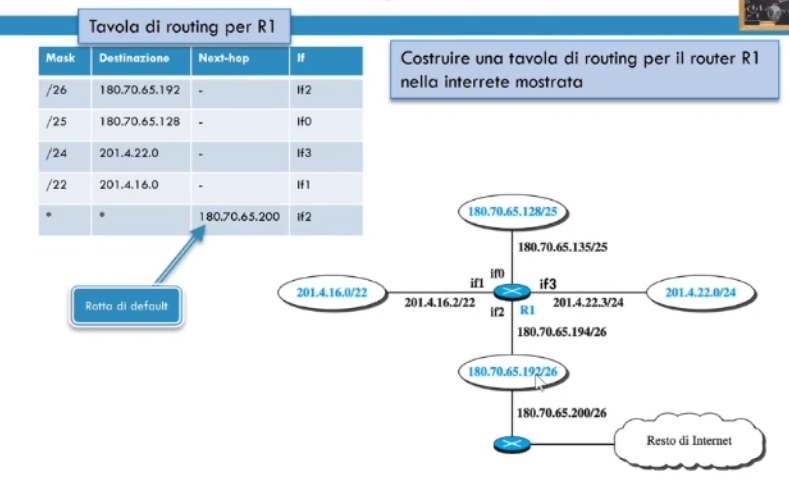 Tavola di routing per R1
Mask Destinazione Next-hop If
/26 180.70.65.192 - If2
/25 180.70.65.128 - If0
/24 201.4.22.0 - If3
/22 201.4.16.0 - If1
* * 180.70.65.200 If2
Rotta di default
Costruire una tavola di routing per il router R1
nella interrete mostrata
180.70.65.128/25
180.70.65.135/25
if0
if1 if3
201.4.16.0/22
201.4.22.0/24
201.4.16.2/22
201.4.22.3/24
if2 R1
180.70.65.194/26
180.70.65.192/26
180.70.65.200/26
Resto di Internet